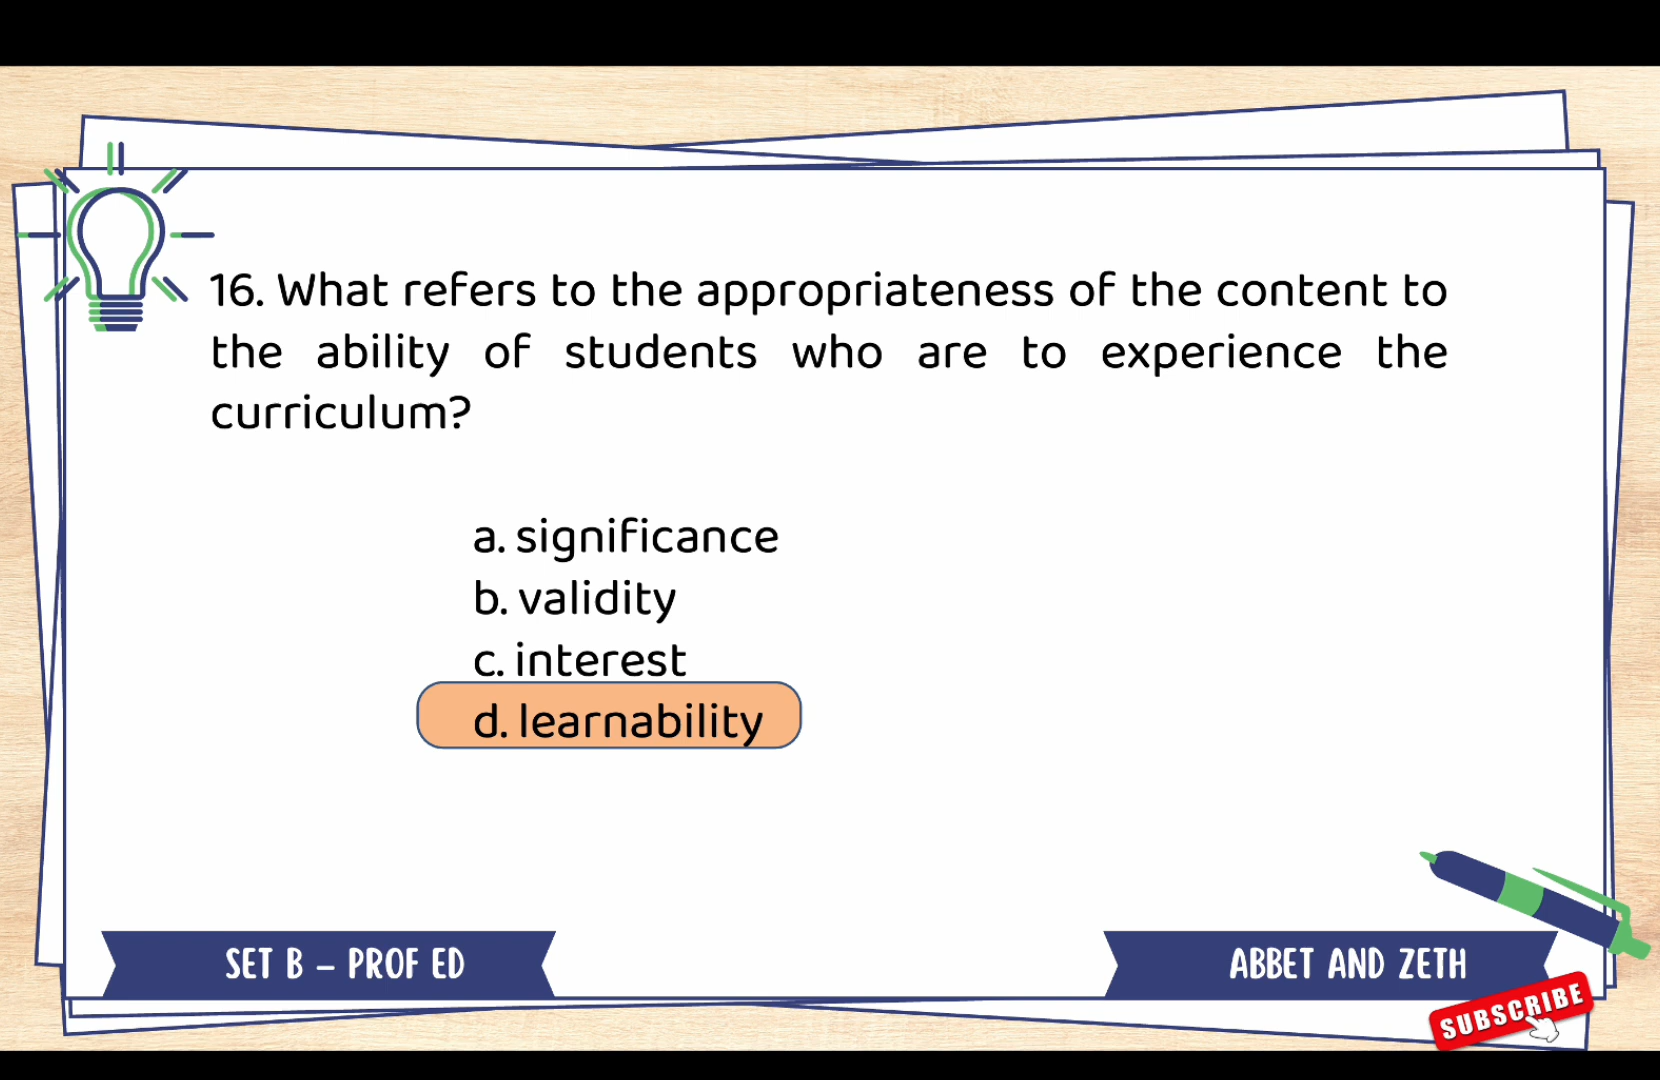 16. What refers to the appropriateness of the content to
the ability of students who are to experience the
curriculum?
a. significance
b. validity
c. interest
d. learnability
SET B – PROF ED
ABBET AND ZETH
SUBSCRIBE